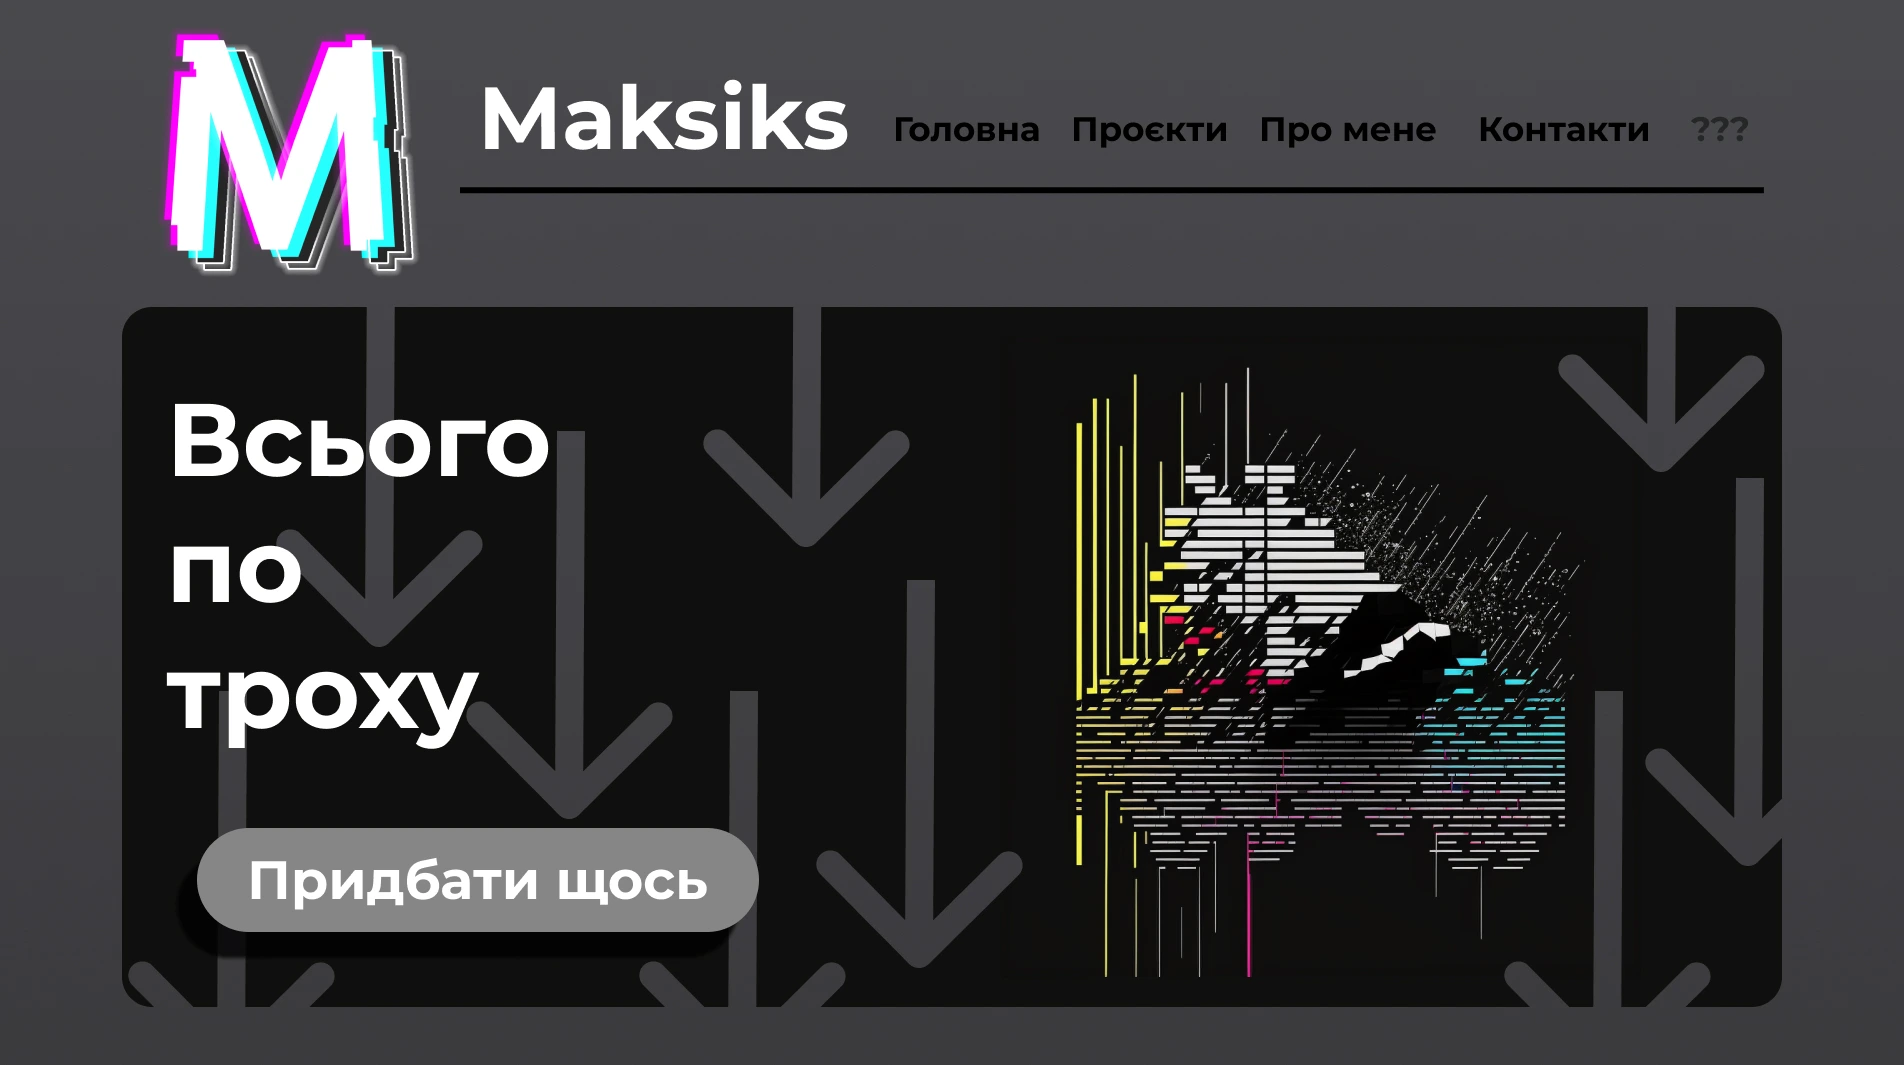 M
Maksiks
Головна Проєкти Про мене Контакти ???
Всього
по
троху
Придбати щось